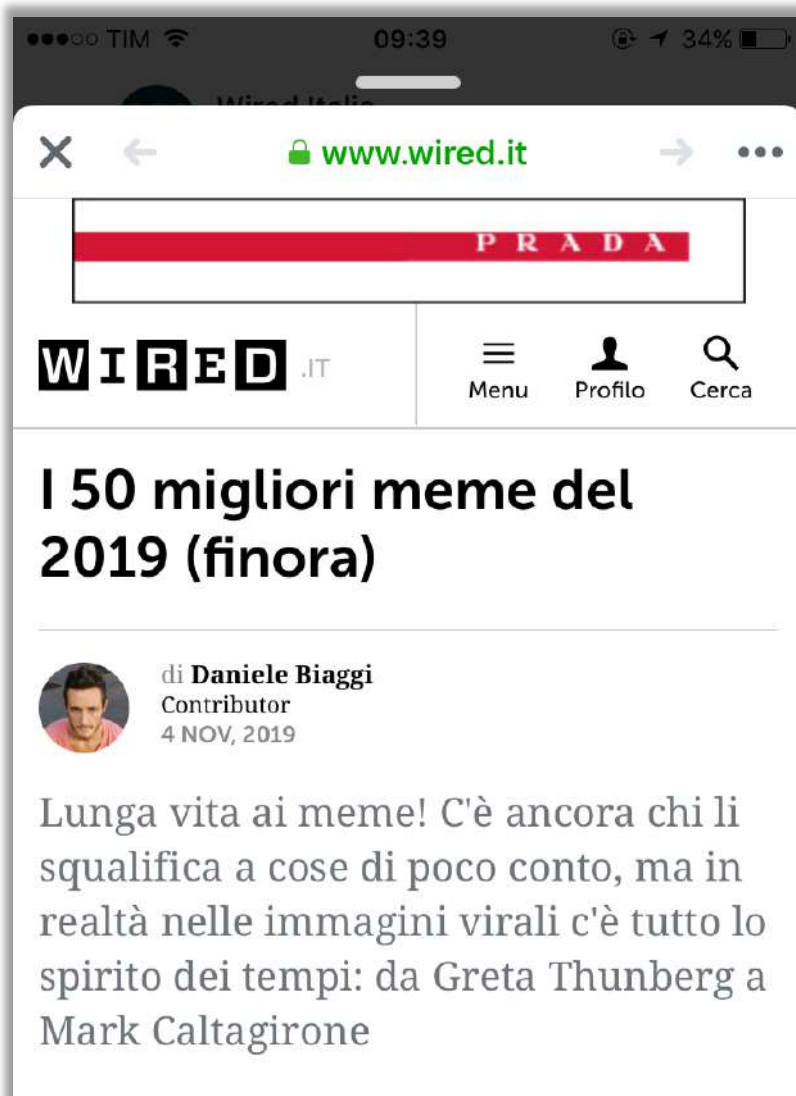 TIM 09:39 34%
www.wired.it
PRADA
WIRED .IT
Menu Profilo Cerca
I 50 migliori meme del
2019 (finora)
di Daniele Biaggi
Contributor
4 NOV, 2019
Lunga vita ai meme! C'è ancora chi li
squalifica a cose di poco conto, ma in
realtà nelle immagini virali c'è tutto lo
spirito dei tempi: da Greta Thunberg a
Mark Caltagirone